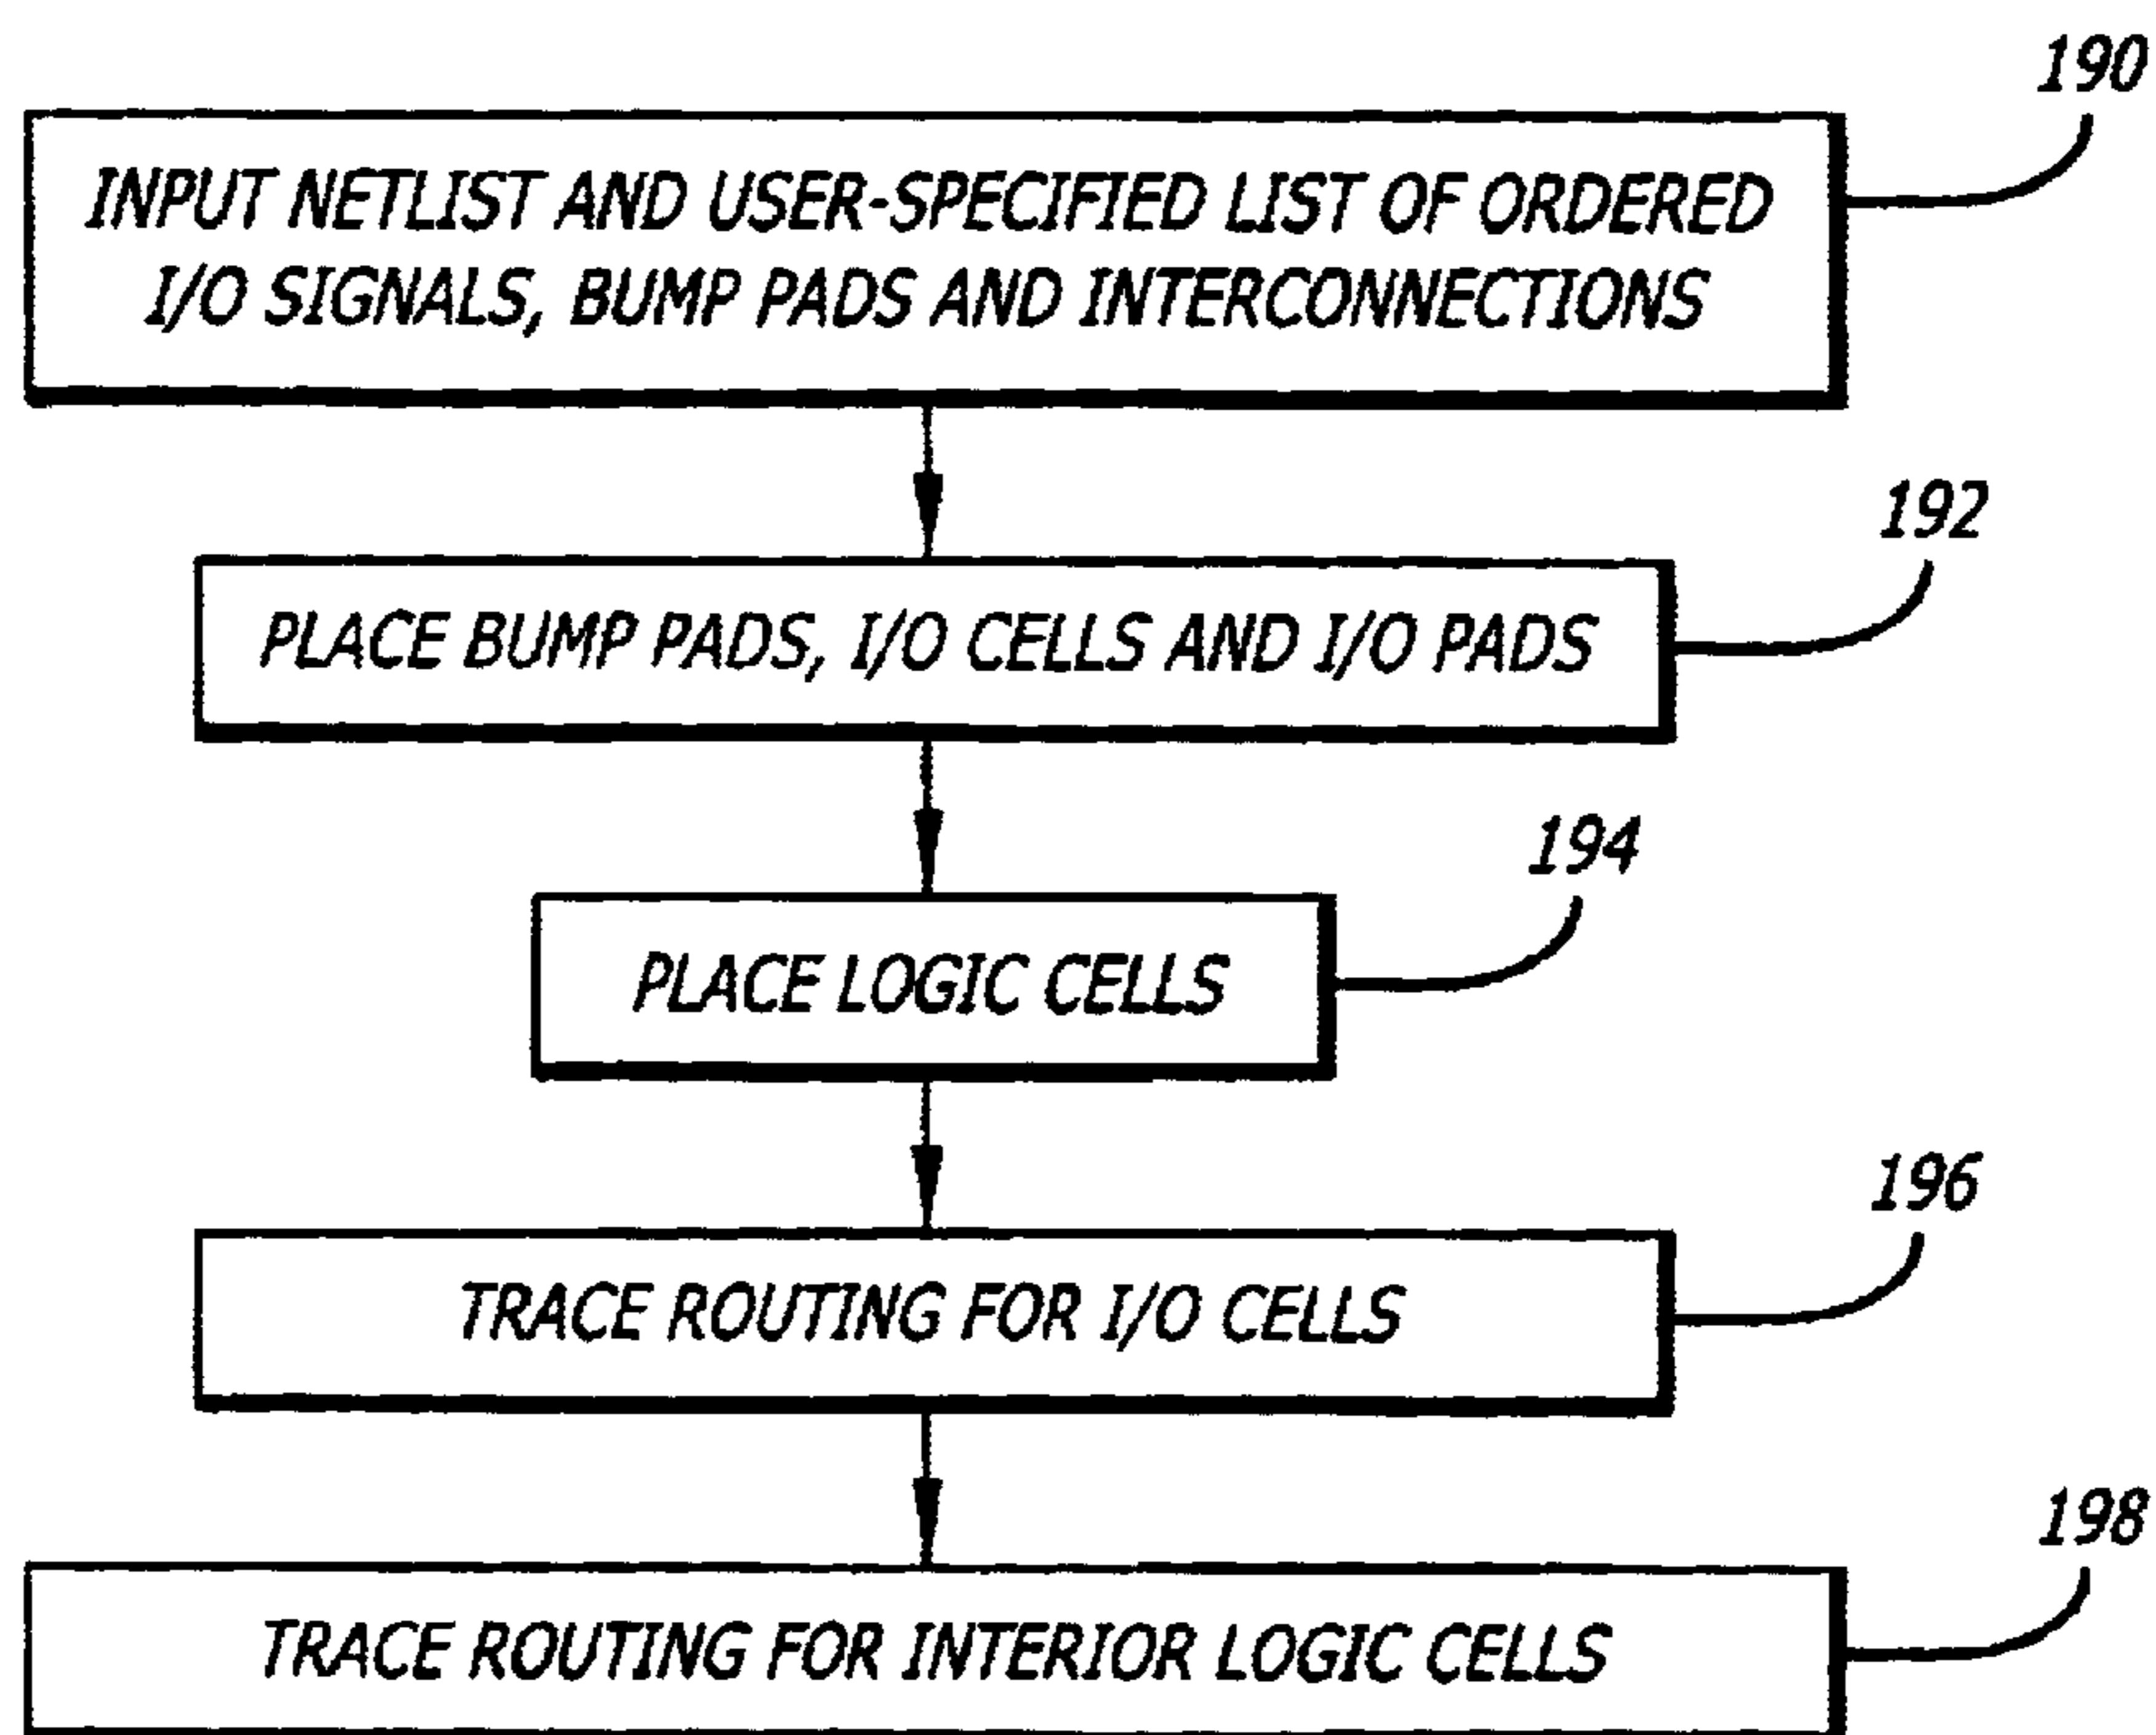 190
INPUT NETLIST AND USER-SPECIFIED LIST OF ORDERED
I/O SIGNALS, BUMP PADS AND INTERCONNECTIONS
192
PLACE BUMP PADS, I/O CELLS AND I/O PADS
194
PLACE LOGIC CELLS
196
TRACE ROUTING FOR I/O CELLS
198
TRACE ROUTING FOR INTERIOR LOGIC CELLS